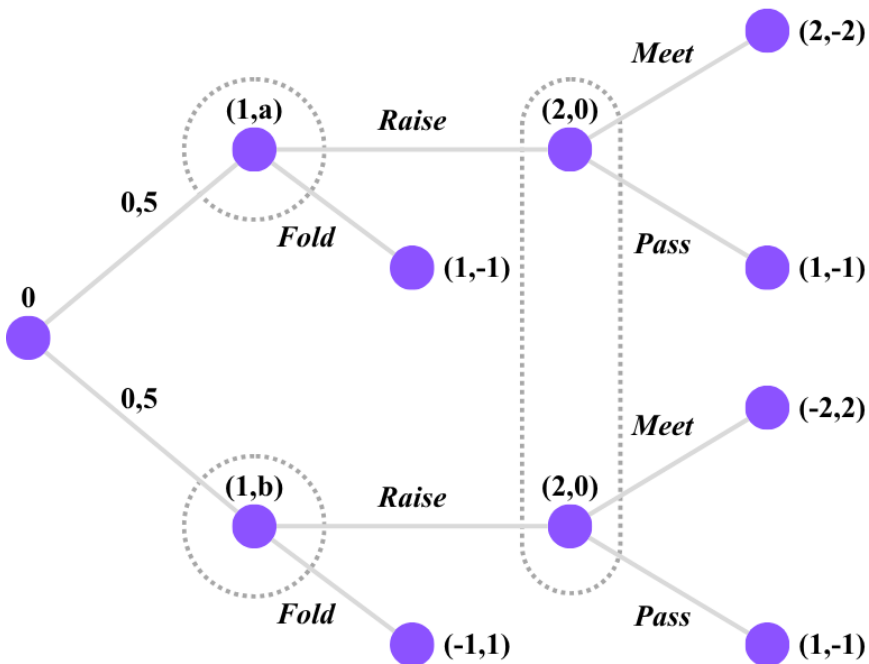 (2,-2)
Meet
(1,a)
Raise
(2,0)
0,5
Fold
(1,-1)
Pass
(1,-1)
0
0,5
Meet
(-2,2)
(1,b)
Raise
(2,0)
Fold
(-1,1)
Pass
(1,-1)